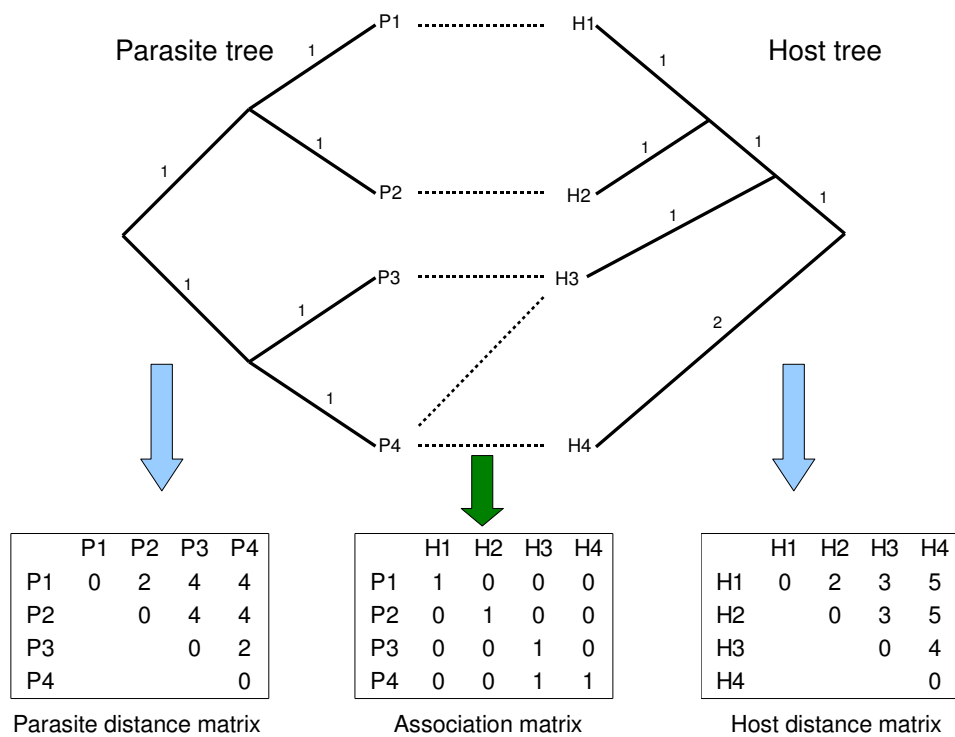 P1 H1
Parasite tree 1 1 Host tree
1 1 1 1
1 1
P2 H2
1
P3 H3
1
1 2
1
P4 H4
P1 P2 P3 P4
P1 0 2 4 4
P2 0 4 4
P3 0 2
P4 0
Parasite distance matrix
H1 H2 H3 H4
P1 1 0 0 0
P2 0 1 0 0
P3 0 0 1 0
P4 0 0 1 1
Association matrix
H1 H2 H3 H4
H1 0 2 3 5
H2 0 3 5
H3 0 4
H4 0
Host distance matrix